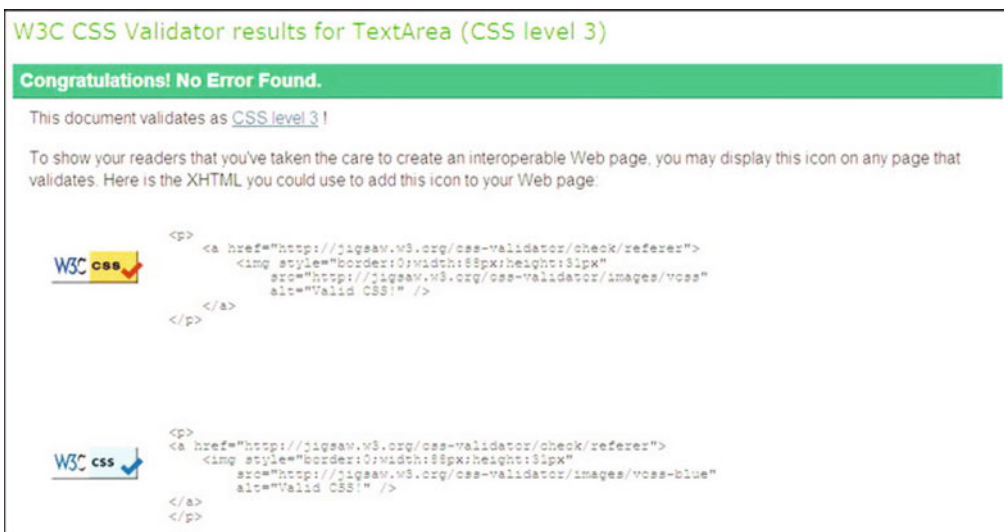 W3C CSS Validator results for TextArea (CSS level 3)
Congratulations! No Error Found.
This document validates as CSS level 3 !
To show your readers that you've taken the care to create an interoperable Web page, you may display this icon on any page that
validates. Here is the XHTML you could use to add this icon to your Web page:
<p>
<a href="http://jigsaw.w3.org/css-validator/check/referer">
W3C css
<img style="border:0;width:88px;height:31px"
src="http://jigsaw.w3.org/css-validator/images/vcss"
alt="Valid CSS!" />
</a>
</p>
<p>
<a href="http://jigsaw.w3.org/css-validator/check/referer">
W3C css
<img style="border:0;width:88px;height:31px"
src="http://jigsaw.w3.org/css-validator/images/vcss-blue"
alt="Valid CSS!" />
</a>
</p>